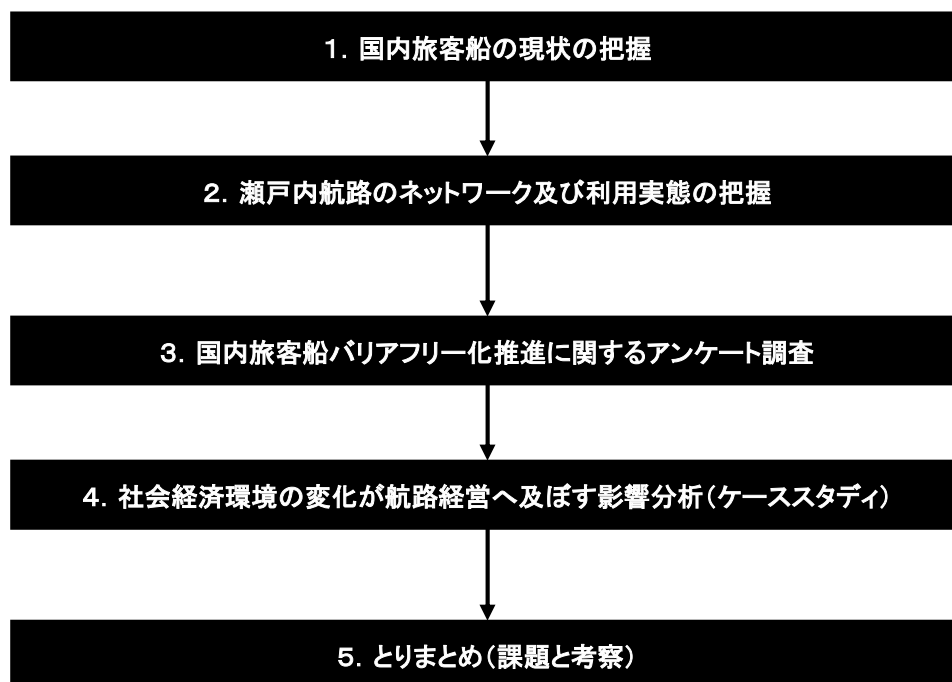 １．国内旅客船の現状の把握
２．瀬戸内航路のネットワーク及び利用実態の把握
３．国内旅客船バリアフリー化推進に関するアンケート調査
４．社会経済環境の変化が航路経営へ及ぼす影響分析（ケーススタディ）
５．とりまとめ（課題と考察）